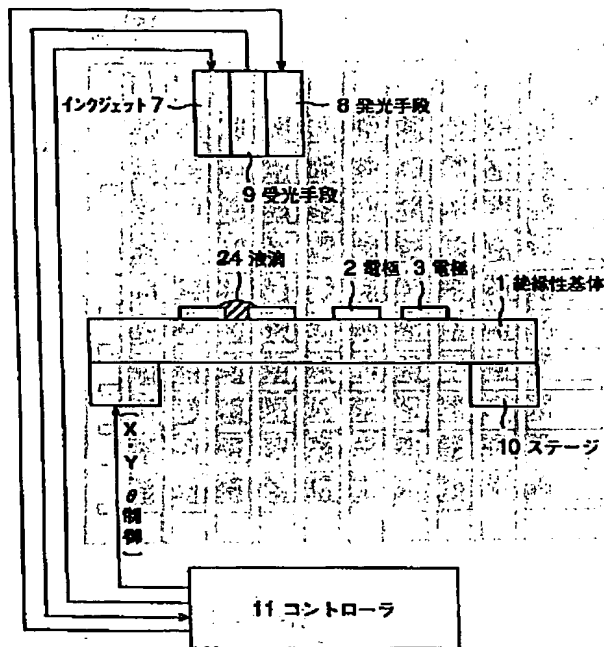 インクジェット7
8 発光手段
9 受光手段
24 液滴
2 電極
3 電極
1 絶縁性基体
10 ステージ
(X Y θ 制御)
11 コントローラ